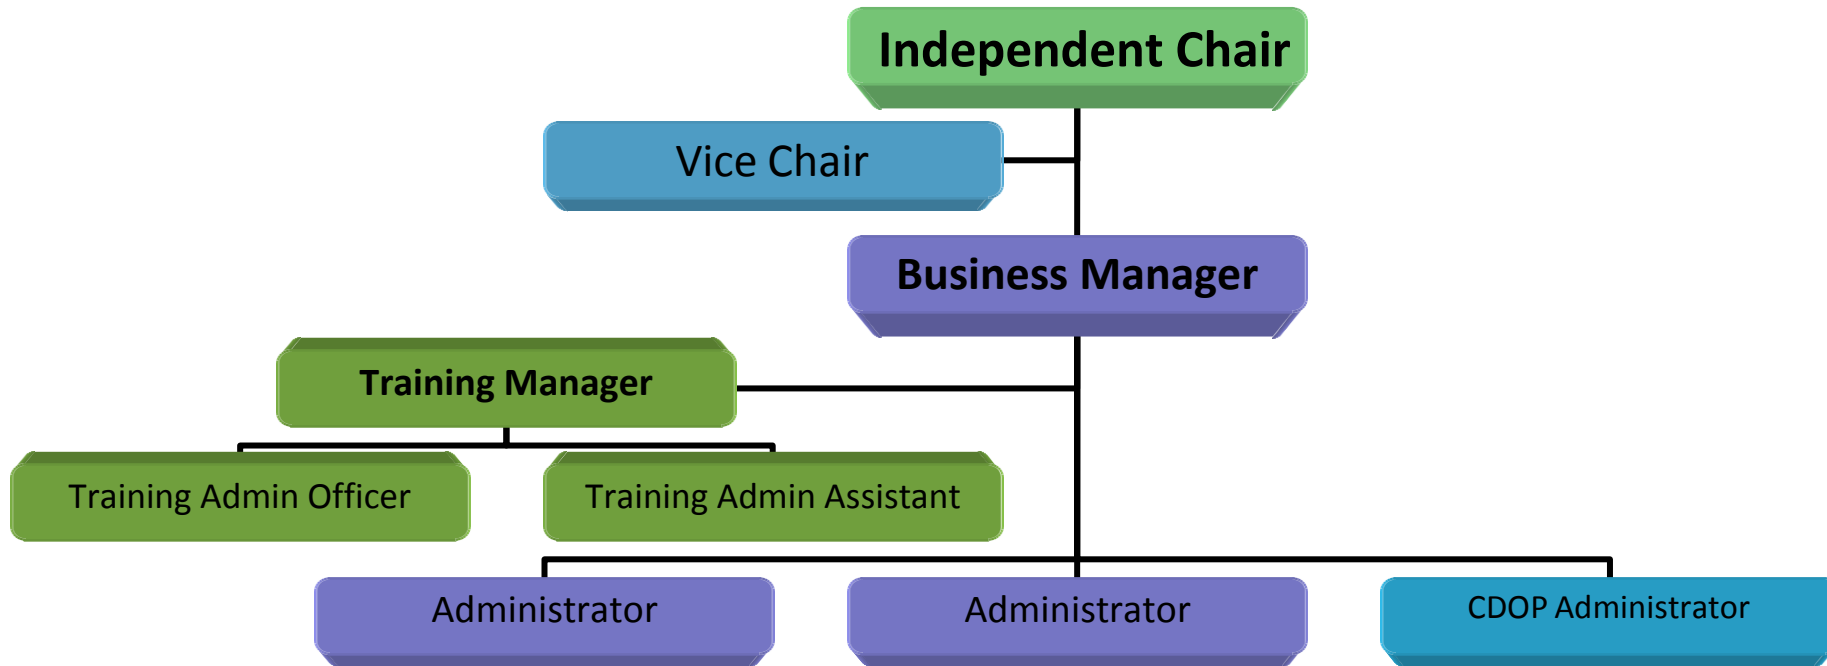 Independent Chair
Vice Chair
Business Manager
Training Manager
Training Admin Officer
Training Admin Assistant
Administrator
Administrator
CDOP Administrator